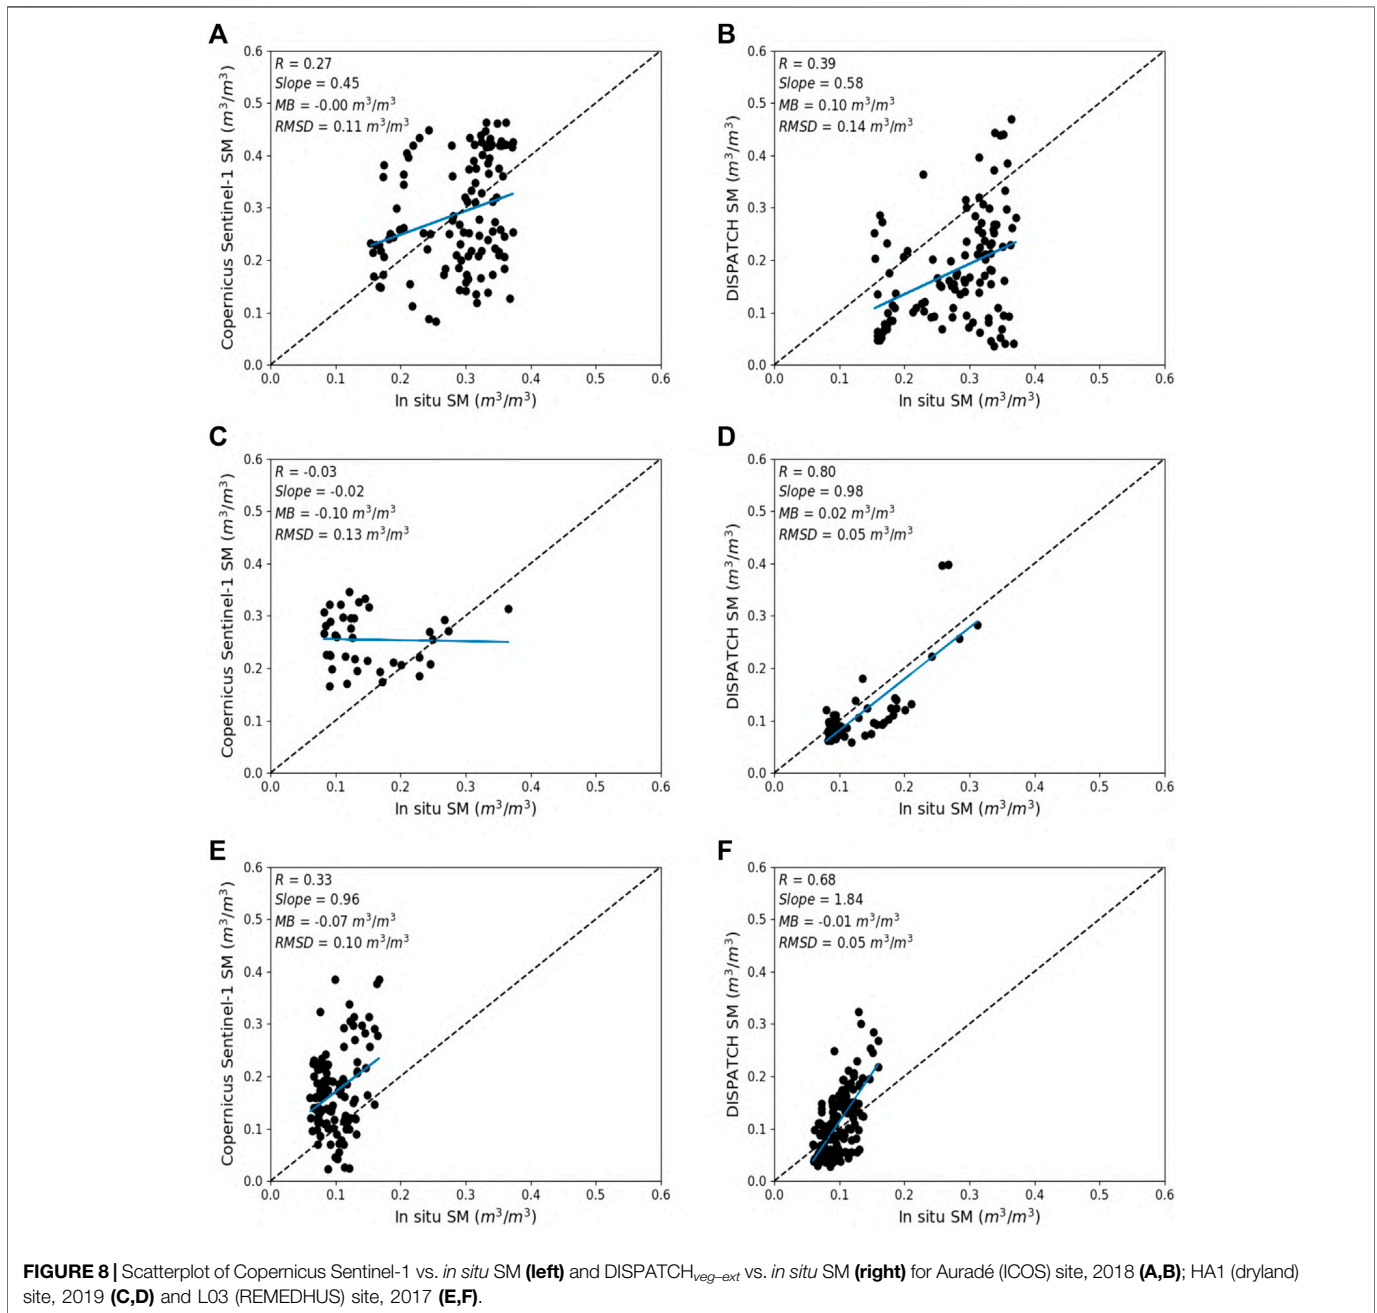 A
Copernicus Sentinel-1 SM (m³/m³)
R = 0.27
Slope = 0.45
MB = -0.00 m³/m³
RMSD = 0.11 m³/m³
0.6
0.5
0.4
0.3
0.2
0.1
0.0
0.0 0.1 0.2 0.3 0.4 0.5 0.6
In situ SM (m³/m³)
B
DISPATCH SM (m³/m³)
R = 0.39
Slope = 0.58
MB = 0.10 m³/m³
RMSD = 0.14 m³/m³
0.6
0.5
0.4
0.3
0.2
0.1
0.0
0.0 0.1 0.2 0.3 0.4 0.5 0.6
In situ SM (m³/m³)
C
Copernicus Sentinel-1 SM (m³/m³)
R = -0.03
Slope = -0.02
MB = -0.10 m³/m³
RMSD = 0.13 m³/m³
0.6
0.5
0.4
0.3
0.2
0.1
0.0
0.0 0.1 0.2 0.3 0.4 0.5 0.6
In situ SM (m³/m³)
D
DISPATCH SM (m³/m³)
R = 0.80
Slope = 0.98
MB = 0.02 m³/m³
RMSD = 0.05 m³/m³
0.6
0.5
0.4
0.3
0.2
0.1
0.0
0.0 0.1 0.2 0.3 0.4 0.5 0.6
In situ SM (m³/m³)
E
Copernicus Sentinel-1 SM (m³/m³)
R = 0.33
Slope = 0.96
MB = -0.07 m³/m³
RMSD = 0.10 m³/m³
0.6
0.5
0.4
0.3
0.2
0.1
0.0
0.0 0.1 0.2 0.3 0.4 0.5 0.6
In situ SM (m³/m³)
F
DISPATCH SM (m³/m³)
R = 0.68
Slope = 1.84
MB = -0.01 m³/m³
RMSD = 0.05 m³/m³
0.6
0.5
0.4
0.3
0.2
0.1
0.0
0.0 0.1 0.2 0.3 0.4 0.5 0.6
In situ SM (m³/m³)
FIGURE 8 | Scatterplot of Copernicus Sentinel-1 vs. in situ SM (left) and DISPATCHveg–ext vs. in situ SM (right) for Auradé (ICOS) site, 2018 (A,B); HA1 (dryland)
site, 2019 (C,D) and L03 (REMEDHUS) site, 2017 (E,F).